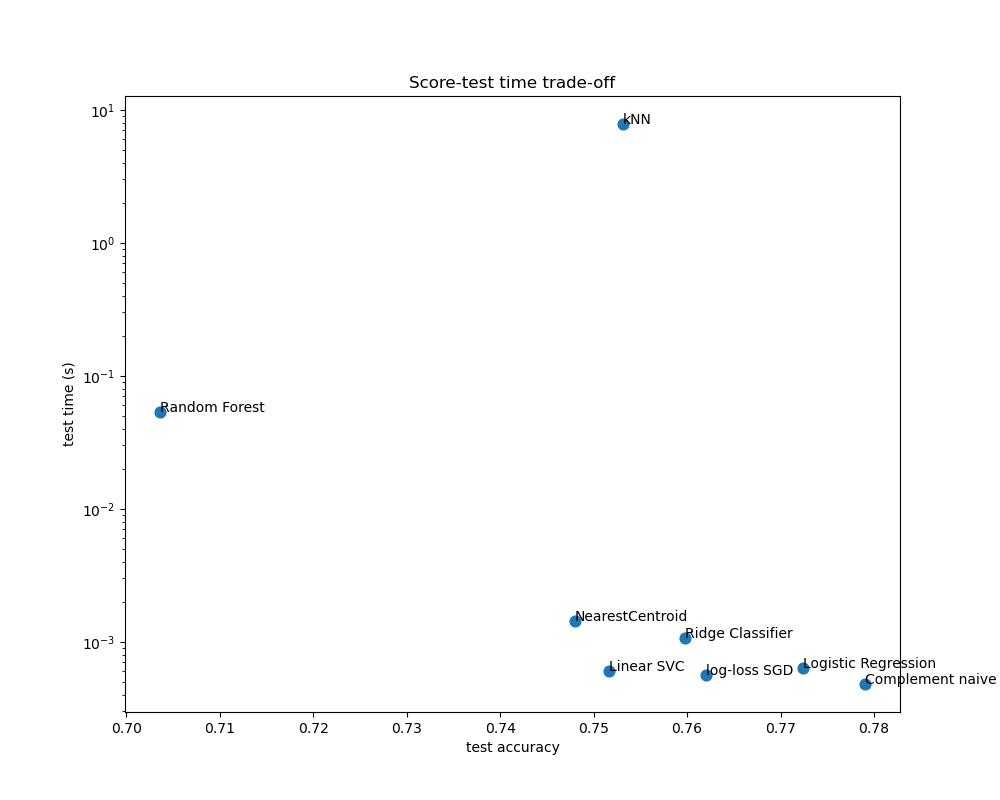 Score-test time trade-off
10¹
kNN
10⁰
test time (s)
10⁻¹
Random Forest
10⁻²
NearestCentroid
10⁻³
Ridge Classifier
Linear SVC
log-loss SGD
Logistic Regression
Complement naive
0.70 0.71 0.72 0.73 0.74 0.75 0.76 0.77 0.78
test accuracy